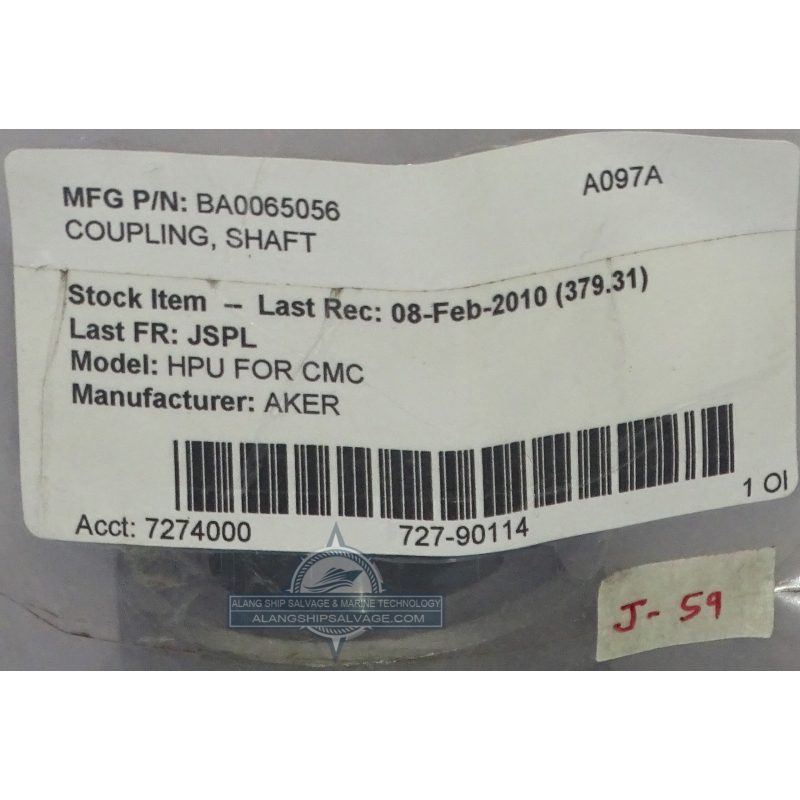 A097A
MFG P/N: BA0065056
COUPLING, SHAFT
Stock Item -- Last Rec: 08-Feb-2010 (379.31)
Last FR: JSPL
Model: HPU FOR CMC
Manufacturer: AKER
1 OI
Acct: 7274000 727-90114
ALANG SHIP SALVAGE & MARINE TECHNOLOGY
ALANGSHIPSALVAGE.COM
J-59